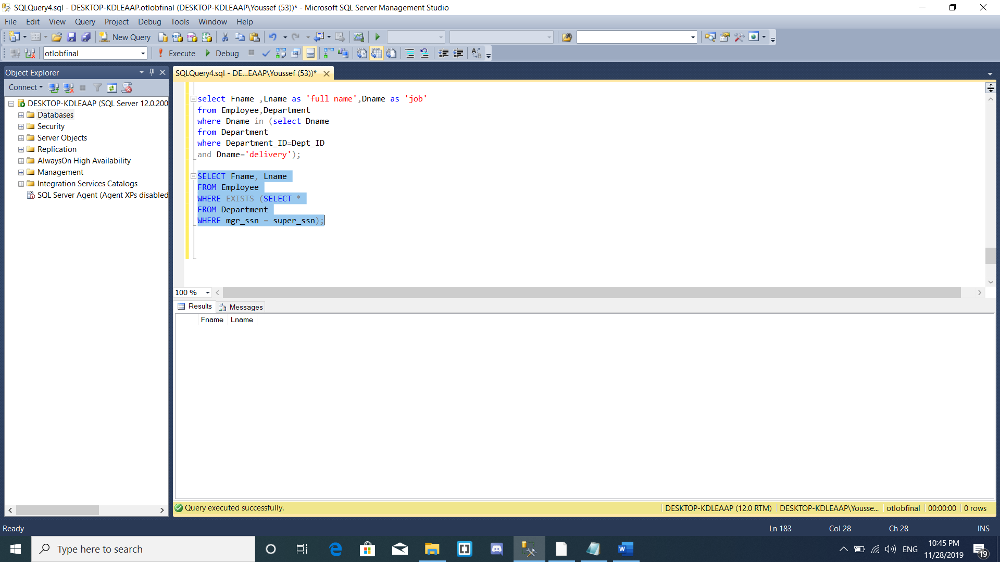 SQLQuery4.sql - DESKTOP-KDLEAAP.otlobfinal (DESKTOP-KDLEAAP\Youssef (53))* - Microsoft SQL Server Management Studio
File Edit View Query Project Debug Tools Window Help
New Query
otlobfinal Execute Debug
Object Explorer
Connect
DESKTOP-KDLEAAP (SQL Server 12.0.200
Databases
Security
Server Objects
Replication
AlwaysOn High Availability
Management
Integration Services Catalogs
SQL Server Agent (Agent XPs disabled
SQLQuery4.sql - DE...EAAP\Youssef (53))*
select Fname ,Lname as 'full name',Dname as 'job'
from Employee,Department
where Dname in (select Dname
from Department
where Department_ID=Dept_ID
and Dname='delivery');
SELECT Fname, Lname
FROM Employee
WHERE EXISTS (SELECT *
FROM Department
WHERE mgr_ssn = super_ssn);
100 %
Results Messages
Fname Lname
Query executed successfully.
DESKTOP-KDLEAAP (12.0 RTM) DESKTOP-KDLEAAP\Yousse... otlobfinal 00:00:00 0 rows
Ready Ln 183 Col 28 Ch 28 INS
Type here to search
ENG
10:45 PM
11/28/2019
19